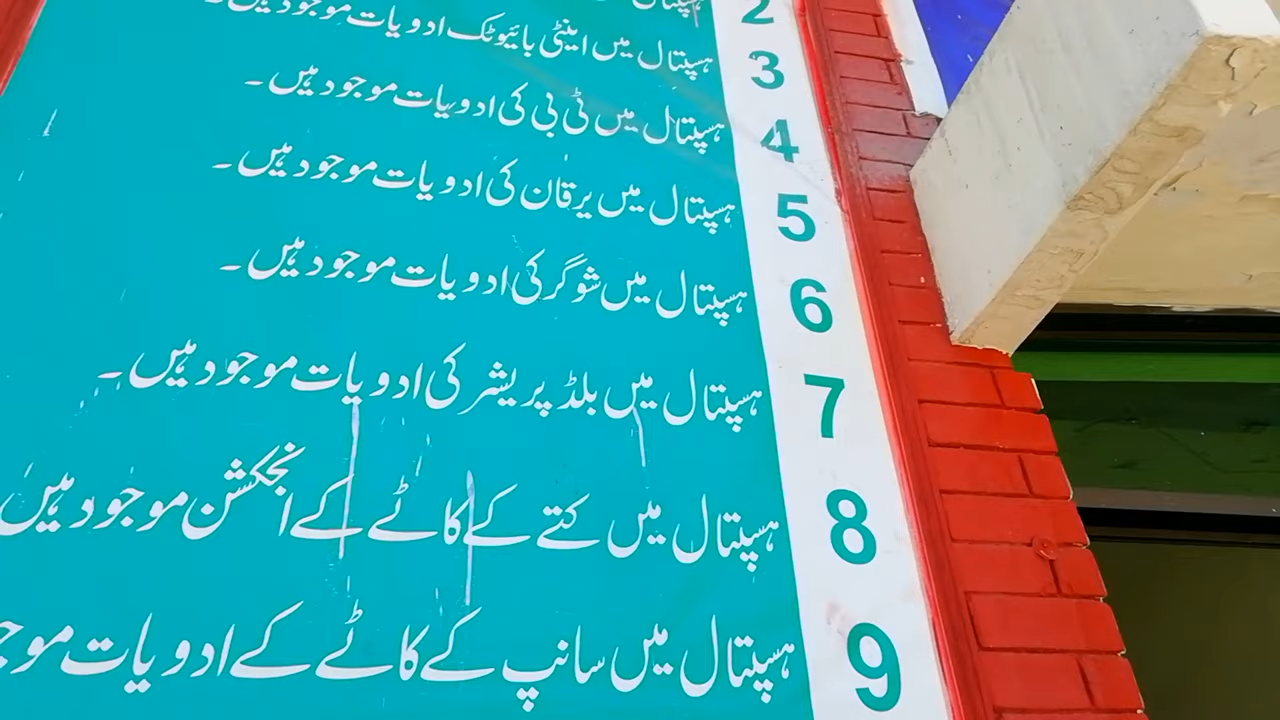 2 ہسپتال
3 ہسپتال میں اینٹی بائیوٹک ادویات موجود ہیں
4 ہسپتال میں ٹی بی کی ادویات موجود ہیں۔
5 ہسپتال میں یرقان کی ادویات موجود ہیں۔
6 ہسپتال میں شوگر کی ادویات موجود ہیں۔
7 ہسپتال میں بلڈ پریشر کی ادویات موجود ہیں۔
8 ہسپتال میں کتے کے کاٹے کے انجکشن موجود ہیں
9 ہسپتال میں سانپ کے کاٹے کے ادویات